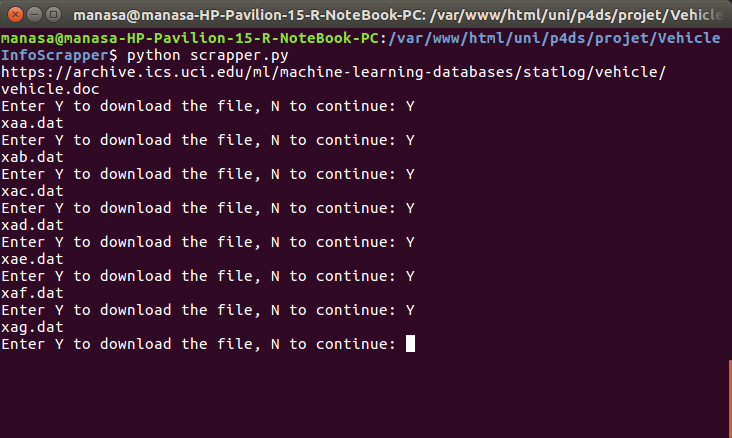 manasa@manasa-HP-Pavilion-15-R-NoteBook-PC: /var/www/html/uni/p4ds/projet/Vehicle
manasa@manasa-HP-Pavilion-15-R-NoteBook-PC:/var/www/html/uni/p4ds/projet/Vehicle
InfoScrapper$ python scrapper.py
https://archive.ics.uci.edu/ml/machine-learning-databases/statlog/vehicle/
vehicle.doc
Enter Y to download the file, N to continue: Y
xaa.dat
Enter Y to download the file, N to continue: Y
xab.dat
Enter Y to download the file, N to continue: Y
xac.dat
Enter Y to download the file, N to continue: Y
xad.dat
Enter Y to download the file, N to continue: Y
xae.dat
Enter Y to download the file, N to continue: Y
xaf.dat
Enter Y to download the file, N to continue: Y
xag.dat
Enter Y to download the file, N to continue: